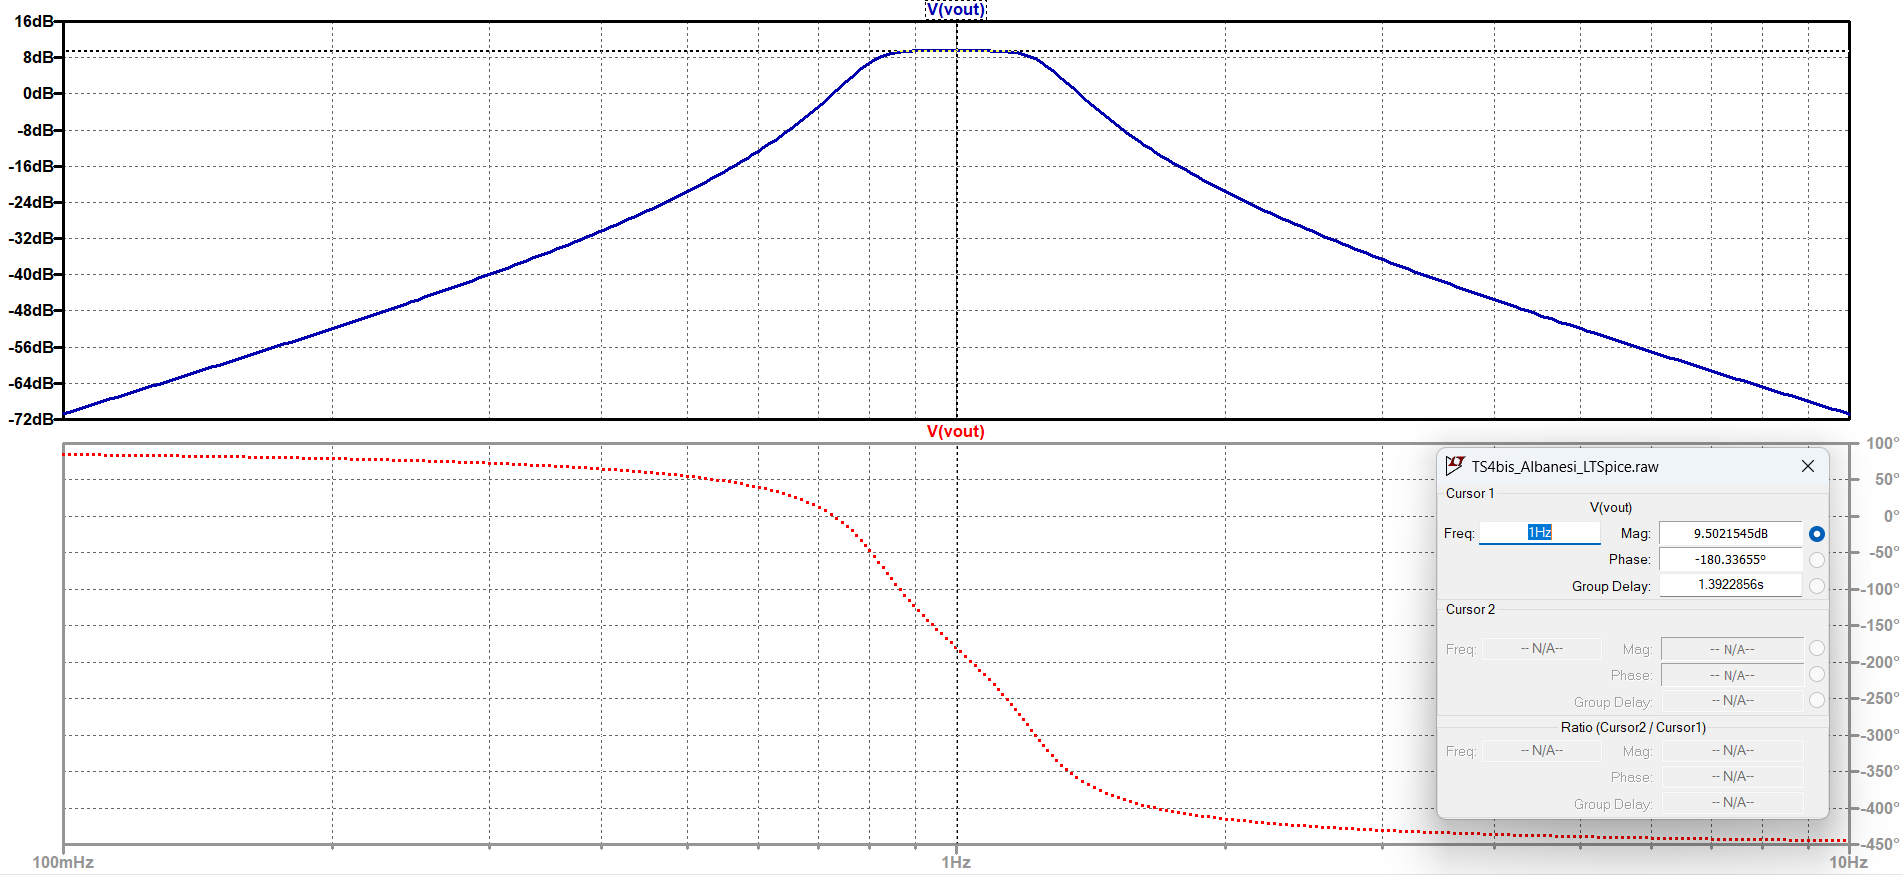 V(vout)
16dB
8dB
0dB
-8dB
-16dB
-24dB
-32dB
-40dB
-48dB
-56dB
-64dB
-72dB
V(vout)
100°
50°
0°
-50°
-100°
-150°
-200°
-250°
-300°
-350°
-400°
-450°
100mHz 1Hz 10Hz
TS4bis_Albanesi_LTSpice.raw
Cursor 1
V(vout)
Freq: 1Hz Mag: 9.5021545dB
Phase: -180.33655°
Group Delay: 1.3922856s
Cursor 2
Freq: -- N/A-- Mag: -- N/A--
Phase: -- N/A--
Group Delay: -- N/A--
Ratio (Cursor2 / Cursor1)
Freq: -- N/A-- Mag: -- N/A--
Phase: -- N/A--
Group Delay: -- N/A--